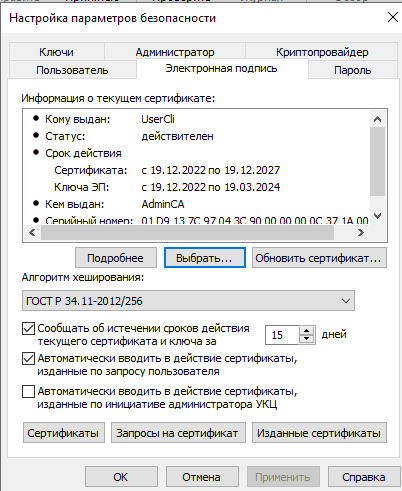 Настройка параметров безопасности
Ключи
Администратор
Криптопровайдер
Пользователь
Электронная подпись
Пароль
Информация о текущем сертификате:
Кому выдан: UserCli
Статус: действителен
Срок действия
Сертификата: с 19.12.2022 по 19.12.2027
Ключа ЭП: с 19.12.2022 по 19.03.2024
Кем выдан: AdminCA
Серийный номер: 01 D9 13 7C 97 04 3C 90 00 00 00 0C 37 1A 00
Подробнее
Выбрать...
Обновить сертификат...
Алгоритм хеширования:
ГОСТ Р 34.11-2012/256
Сообщать об истечении сроков действия
текущего сертификата и ключа за 15 дней
Автоматически вводить в действие сертификаты,
изданные по запросу пользователя
Автоматически вводить в действие сертификаты,
изданные по инициативе администратора УКЦ
Сертификаты
Запросы на сертификат
Изданные сертификаты
ОК
Отмена
Применить
Справка